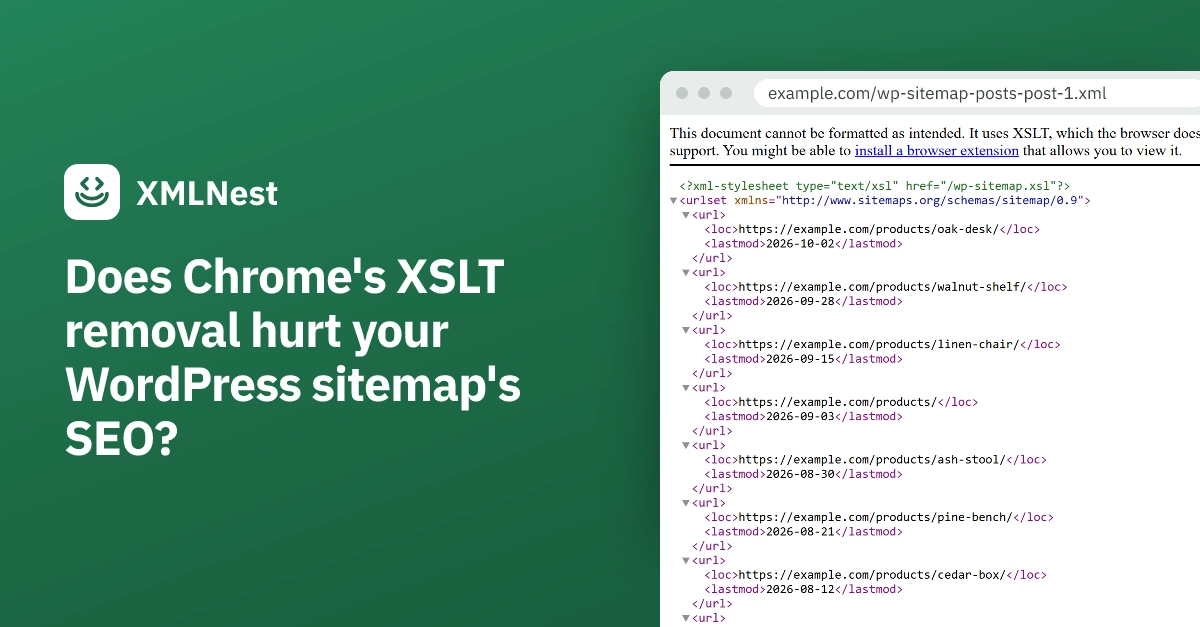 XMLNest
Does Chrome's XSLT
removal hurt your
WordPress sitemap's
SEO?
example.com/wp-sitemap-posts-post-1.xml
This document cannot be formatted as intended. It uses XSLT, which the browser does
support. You might be able to install a browser extension that allows you to view it.
<?xml-stylesheet type="text/xsl" href="/wp-sitemap.xsl"?>
▼<urlset xmlns="http://www.sitemaps.org/schemas/sitemap/0.9">
▼<url>
<loc>https://example.com/products/oak-desk/</loc>
<lastmod>2026-10-02</lastmod>
</url>
▼<url>
<loc>https://example.com/products/walnut-shelf/</loc>
<lastmod>2026-09-28</lastmod>
</url>
▼<url>
<loc>https://example.com/products/linen-chair/</loc>
<lastmod>2026-09-15</lastmod>
</url>
▼<url>
<loc>https://example.com/products/</loc>
<lastmod>2026-09-03</lastmod>
</url>
▼<url>
<loc>https://example.com/products/ash-stool/</loc>
<lastmod>2026-08-30</lastmod>
</url>
▼<url>
<loc>https://example.com/products/pine-bench/</loc>
<lastmod>2026-08-21</lastmod>
</url>
▼<url>
<loc>https://example.com/products/cedar-box/</loc>
<lastmod>2026-08-12</lastmod>
</url>
▼<url>